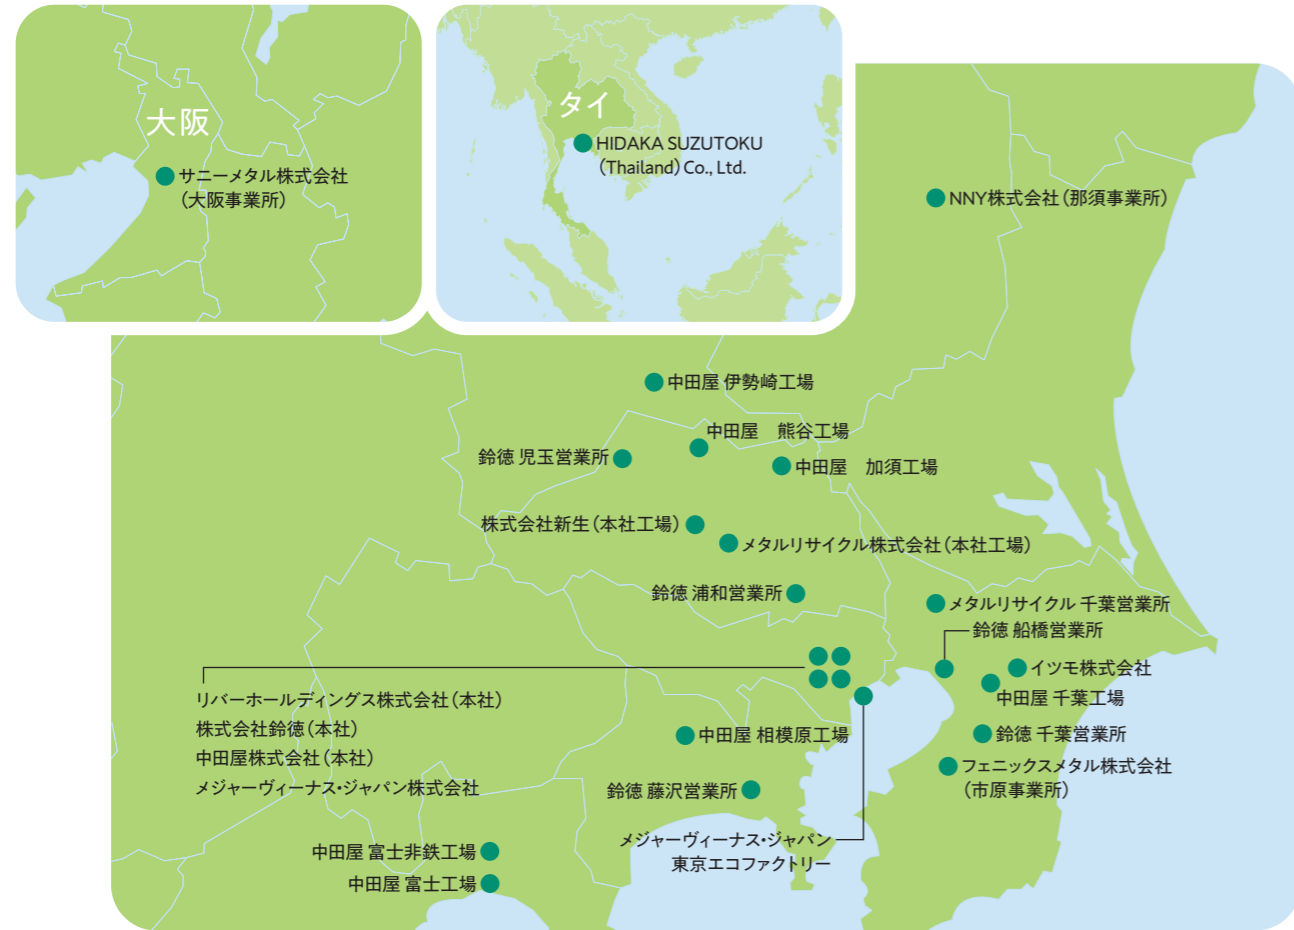 大阪
サニーメタル株式会社
（大阪事業所）
タイ
HIDAKA SUZUTOKU
（Thailand）Co., Ltd.
NNY株式会社（那須事業所）
中田屋 伊勢崎工場
中田屋　熊谷工場
鈴徳 児玉営業所
中田屋　加須工場
株式会社新生（本社工場）
メタルリサイクル株式会社（本社工場）
鈴徳 浦和営業所
メタルリサイクル 千葉営業所
鈴徳 船橋営業所
イツモ株式会社
中田屋 千葉工場
リバーホールディングス株式会社（本社）
株式会社鈴徳（本社）
中田屋株式会社（本社）
メジャーヴィーナス・ジャパン株式会社
中田屋 相模原工場
鈴徳 千葉営業所
フェニックスメタル株式会社
（市原事業所）
鈴徳 藤沢営業所
メジャーヴィーナス・ジャパン
東京エコファクトリー
中田屋 富士非鉄工場
中田屋 富士工場